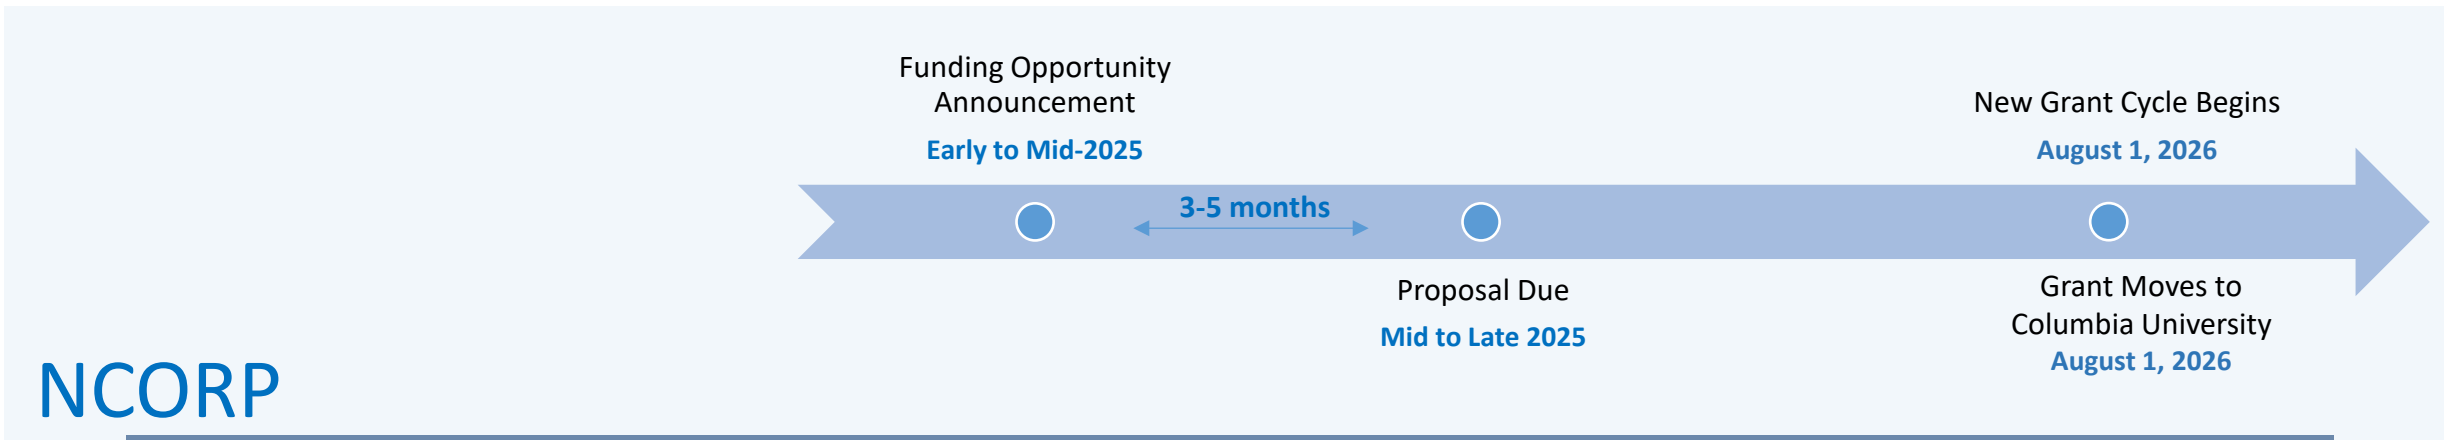 Funding Opportunity
Announcement
Early to Mid-2025
New Grant Cycle Begins
August 1, 2026
3-5 months
Proposal Due
Mid to Late 2025
Grant Moves to
Columbia University
August 1, 2026
NCORP